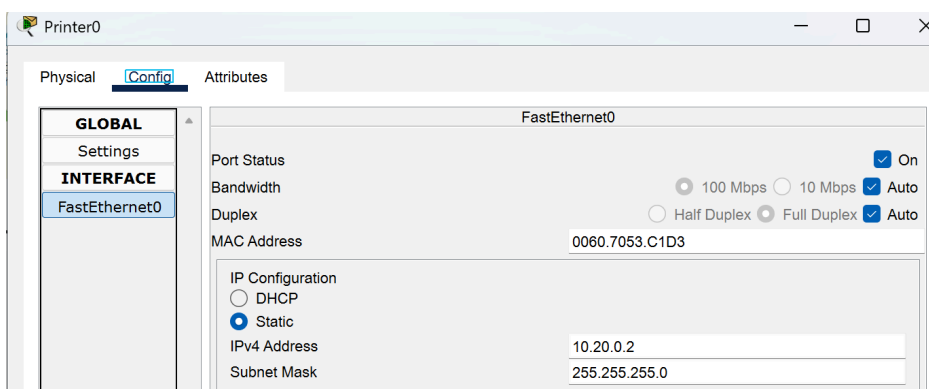 Printer0
Physical Config Attributes
GLOBAL
Settings
INTERFACE
FastEthernet0
FastEthernet0
Port Status On
Bandwidth 100 Mbps 10 Mbps Auto
Duplex Half Duplex Full Duplex Auto
MAC Address 0060.7053.C1D3
IP Configuration
DHCP
Static
IPv4 Address 10.20.0.2
Subnet Mask 255.255.255.0